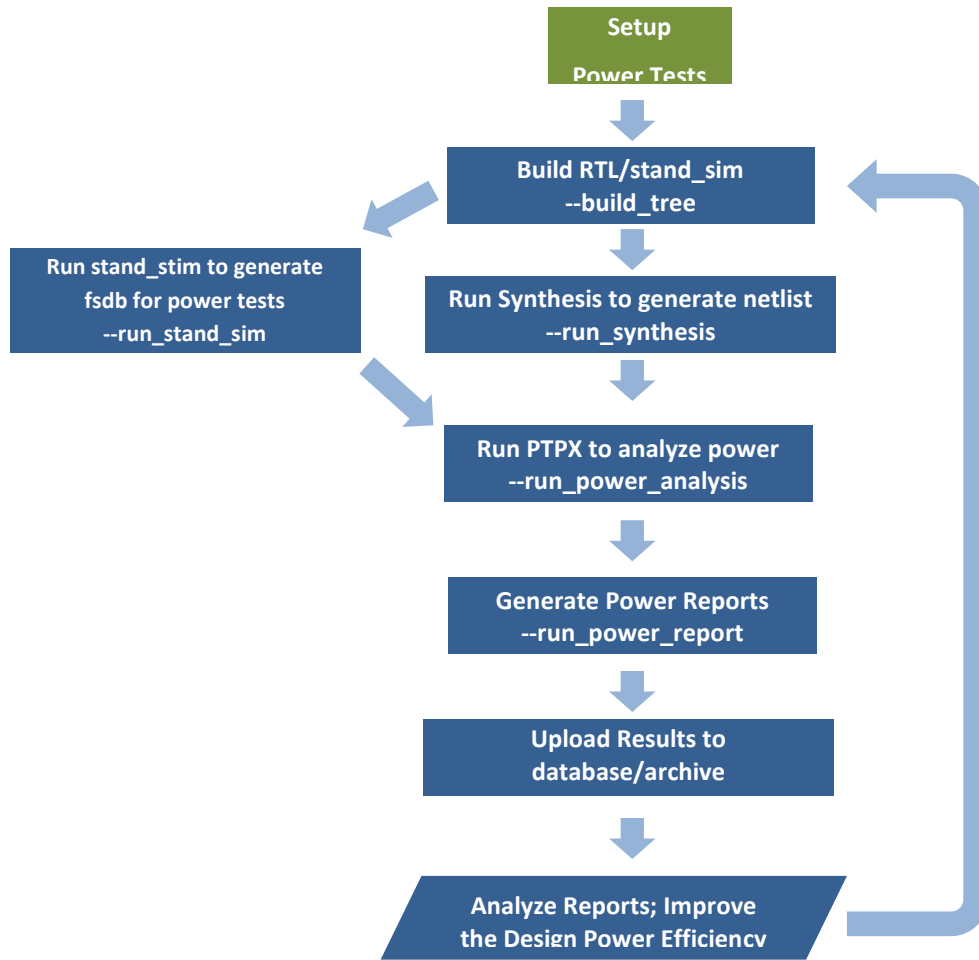 Setup
Power Tests
Build RTL/stand_sim
--build_tree
Run stand_stim to generate
fsdb for power tests
--run_stand_sim
Run Synthesis to generate netlist
--run_synthesis
Run PTPX to analyze power
--run_power_analysis
Generate Power Reports
--run_power_report
Upload Results to
database/archive
Analyze Reports; Improve
the Design Power Efficiency